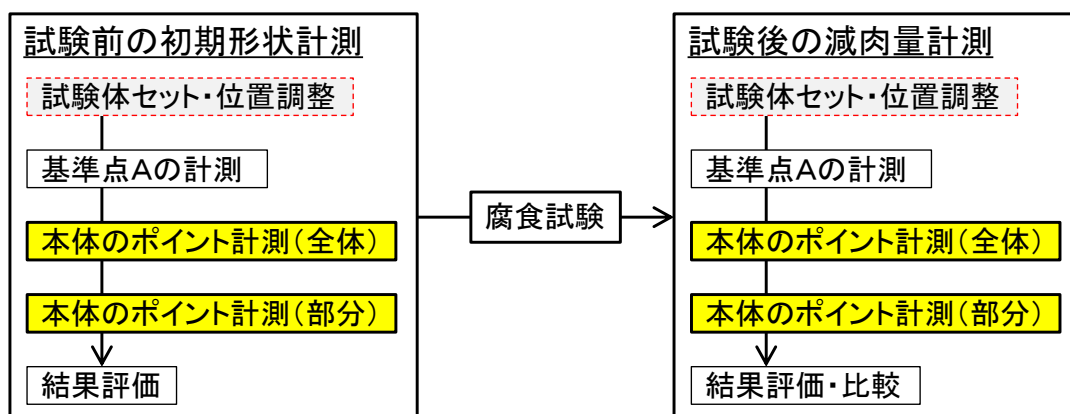 試験前の初期形状計測
試験体セット・位置調整
基準点Aの計測
本体のポイント計測(全体)
本体のポイント計測(部分)
結果評価
腐食試験
試験後の減肉量計測
試験体セット・位置調整
基準点Aの計測
本体のポイント計測(全体)
本体のポイント計測(部分)
結果評価・比較